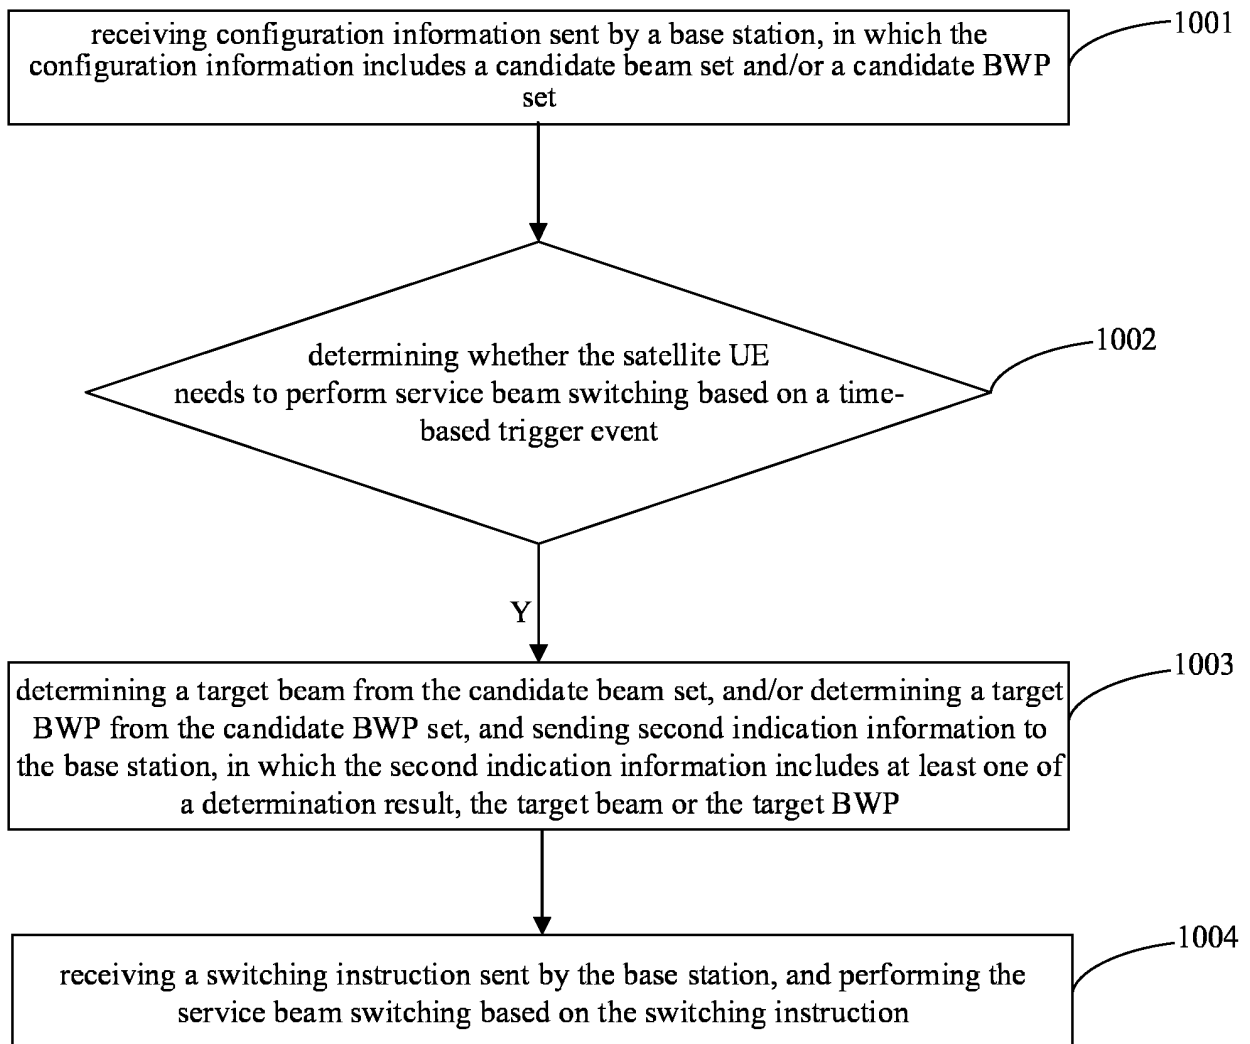 receiving configuration information sent by a base station, in which the
configuration information includes a candidate beam set and/or a candidate BWP
set
1001
determining whether the satellite UE
needs to perform service beam switching based on a time-
based trigger event
1002
Y
determining a target beam from the candidate beam set, and/or determining a target
BWP from the candidate BWP set, and sending second indication information to
the base station, in which the second indication information includes at least one of
a determination result, the target beam or the target BWP
1003
receiving a switching instruction sent by the base station, and performing the
service beam switching based on the switching instruction
1004